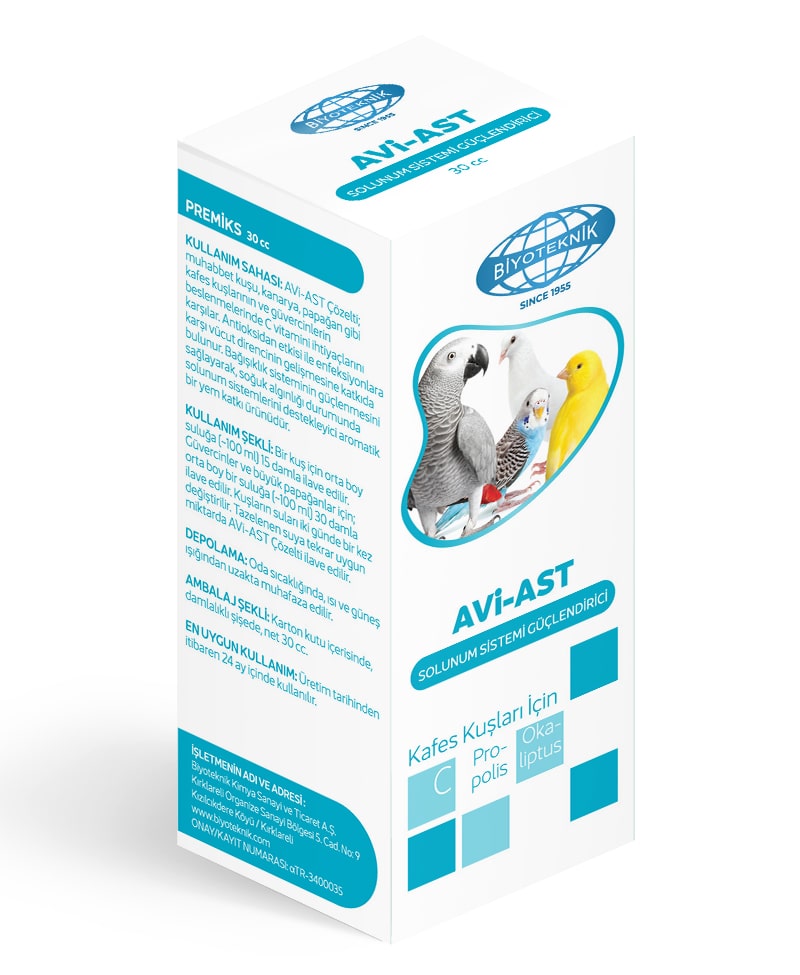 BİYOTEKNİK
SINCE 1955
AVi-AST
SOLUNUM SİSTEMİ GÜÇLENDİRİCİ
30 cc
PREMİKS 30 cc
KULLANIM SAHASI: AVi-AST Çözelti;
muhabbet kuşu, kanarya, papağan gibi
kafes kuşlarının ve güvercinlerin
beslenmelerinde C vitamini ihtiyaçlarını
karşılar. Antioksidan etkisi ile enfeksiyonlara
karşı vücut direncinin gelişmesine katkıda
bulunur. Bağışıklık sisteminin güçlenmesini
sağlayarak, soğuk algınlığı durumunda
solunum sistemlerini destekleyici aromatik
bir yem katkı ürünüdür.
KULLANIM ŞEKLİ: Bir kuş için orta boy
suluğa (~100 ml) 15 damla ilave edilir.
Güvercinler ve büyük papağanlar için;
orta boy bir suluğa (~100 ml) 30 damla
ilave edilir. Kuşların suları iki günde bir kez
değiştirilir. Tazelenen suya tekrar uygun
miktarda AVi-AST Çözelti ilave edilir.
DEPOLAMA: Oda sıcaklığında, ısı ve güneş
ışığından uzakta muhafaza edilir.
AMBALAJ ŞEKLİ: Karton kutu içerisinde,
damlalıklı şişede, net 30 cc.
EN UYGUN KULLANIM: Üretim tarihinden
itibaren 24 ay içinde kullanılır.
İŞLETMENİN ADI VE ADRESİ :
Biyoteknik Kimya Sanayi ve Ticaret A.Ş.
Kırklareli Organize Sanayi Bölgesi 5. Cad. No: 9
Kızılcıkdere Köyü / Kırklareli
www.biyoteknik.com
ONAY/KAYIT NUMARASI: αTR-3400035
BİYOTEKNİK
SINCE 1955
AVi-AST
SOLUNUM SİSTEMİ GÜÇLENDİRİCİ
Kafes Kuşları İçin
C
Pro-
polis
Oka-
liptus